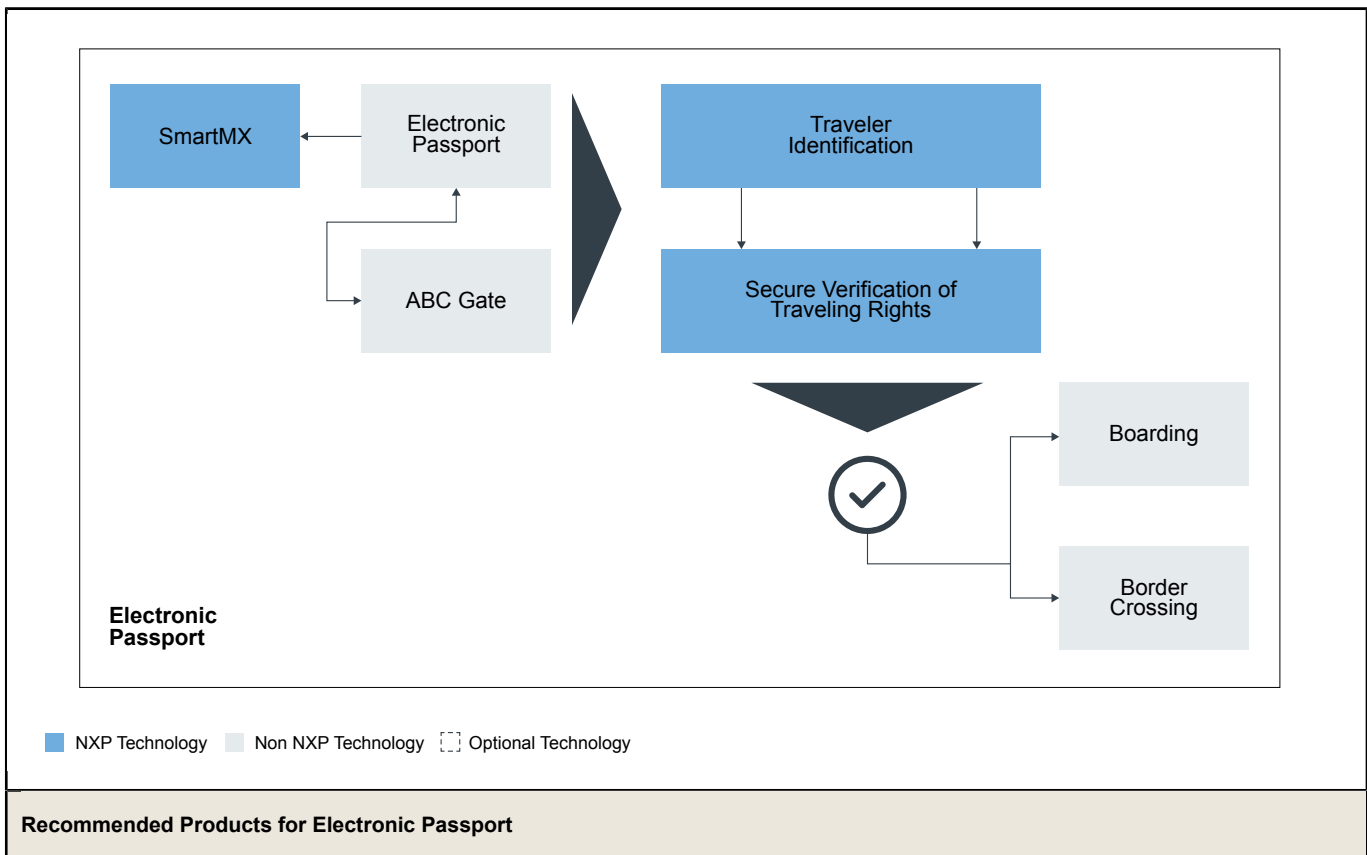 SmartMX
Electronic
Passport
ABC Gate
Traveler
Identification
Secure Verification of
Traveling Rights
Boarding
Border
Crossing
Electronic
Passport
NXP Technology
Non NXP Technology
Optional Technology
Recommended Products for Electronic Passport